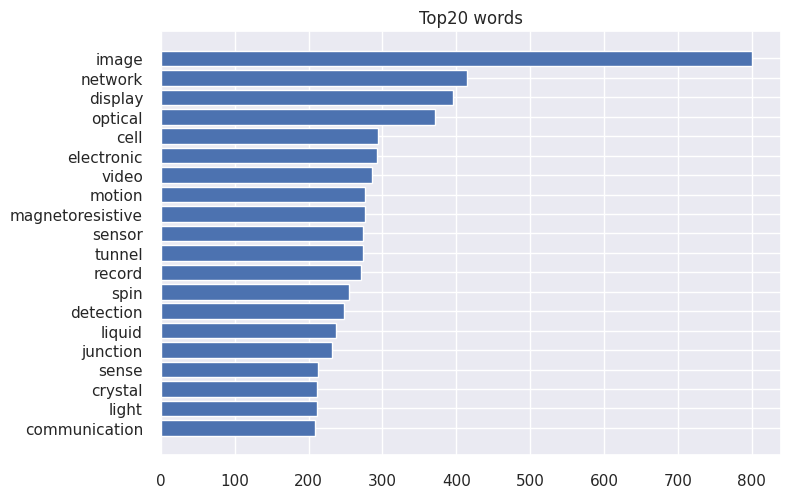 Top20 words
image
network
display
optical
cell
electronic
video
motion
magnetoresistive
sensor
tunnel
record
spin
detection
liquid
junction
sense
crystal
light
communication
0 100 200 300 400 500 600 700 800